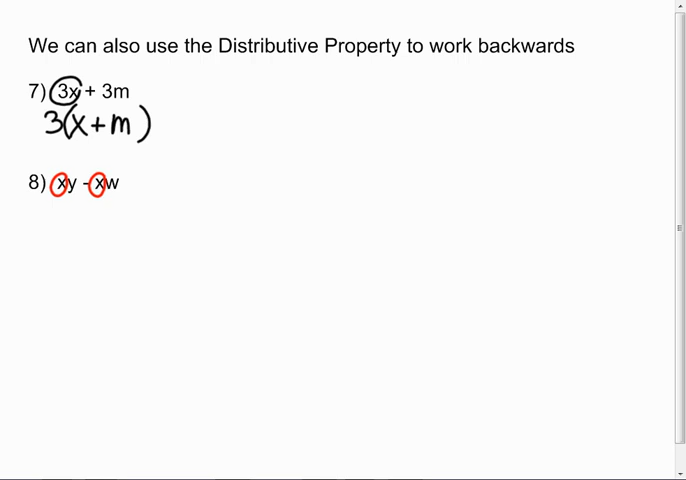 We can also use the Distributive Property to work backwards
7) 3x + 3m
3(x+m)
8) xy - xw